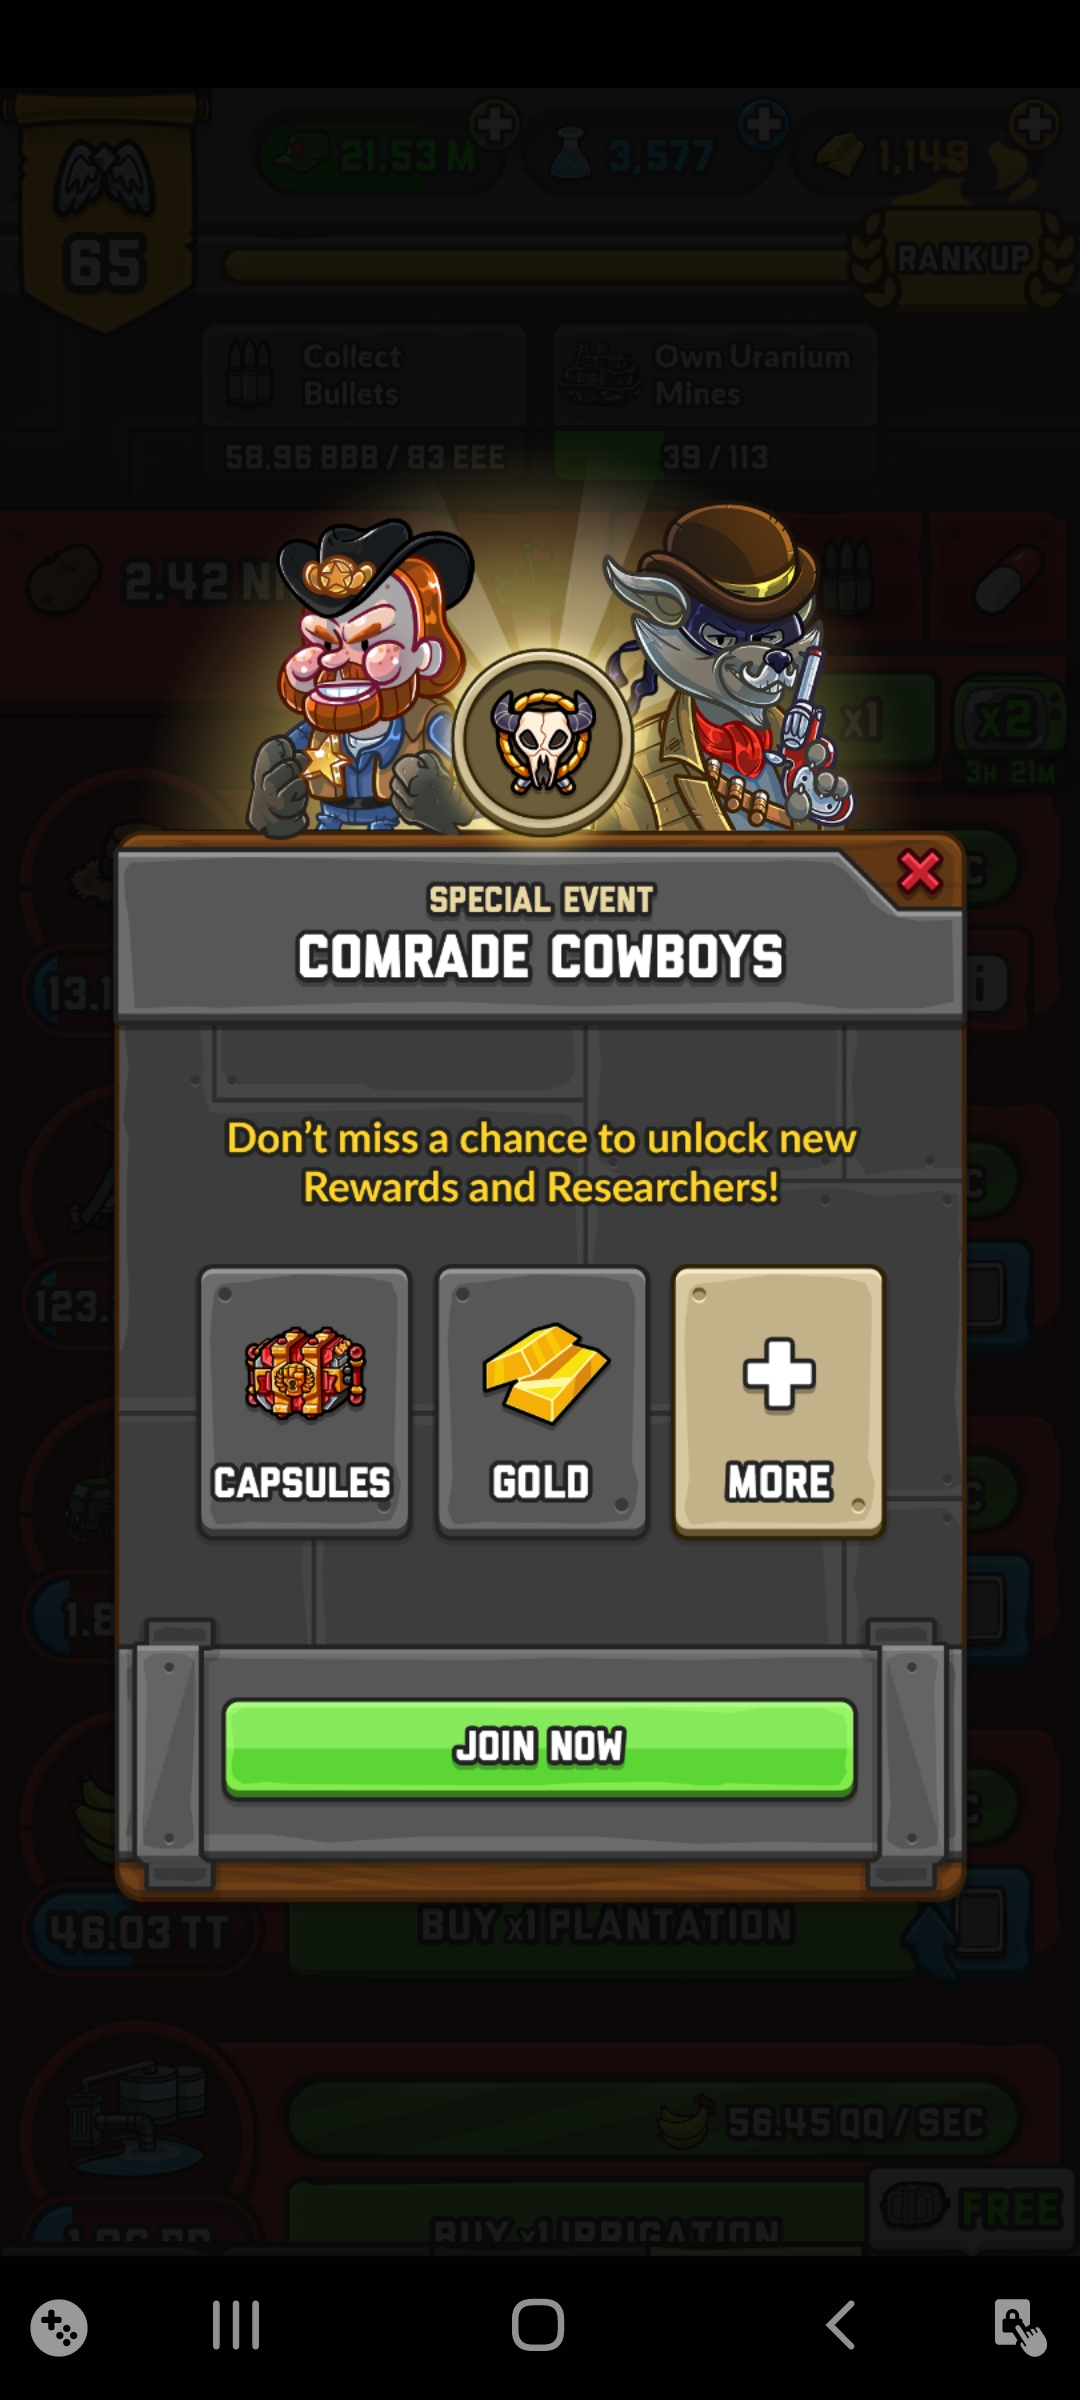 21.53 M
3,577
1,149
65
RANK UP
Collect
Bullets
Own Uranium
Mines
58.96 BBB / 83 EEE
39 / 113
2.42
x1
x2
3H 21M
SPECIAL EVENT
COMRADE COWBOYS
13.1
Don't miss a chance to unlock new
Rewards and Researchers!
123.
CAPSULES
GOLD
MORE
1.8
JOIN NOW
46.03 TT
BUY x1 PLANTATION
56.45 QQ / SEC
FREE
BUY x1 IRRIGATION